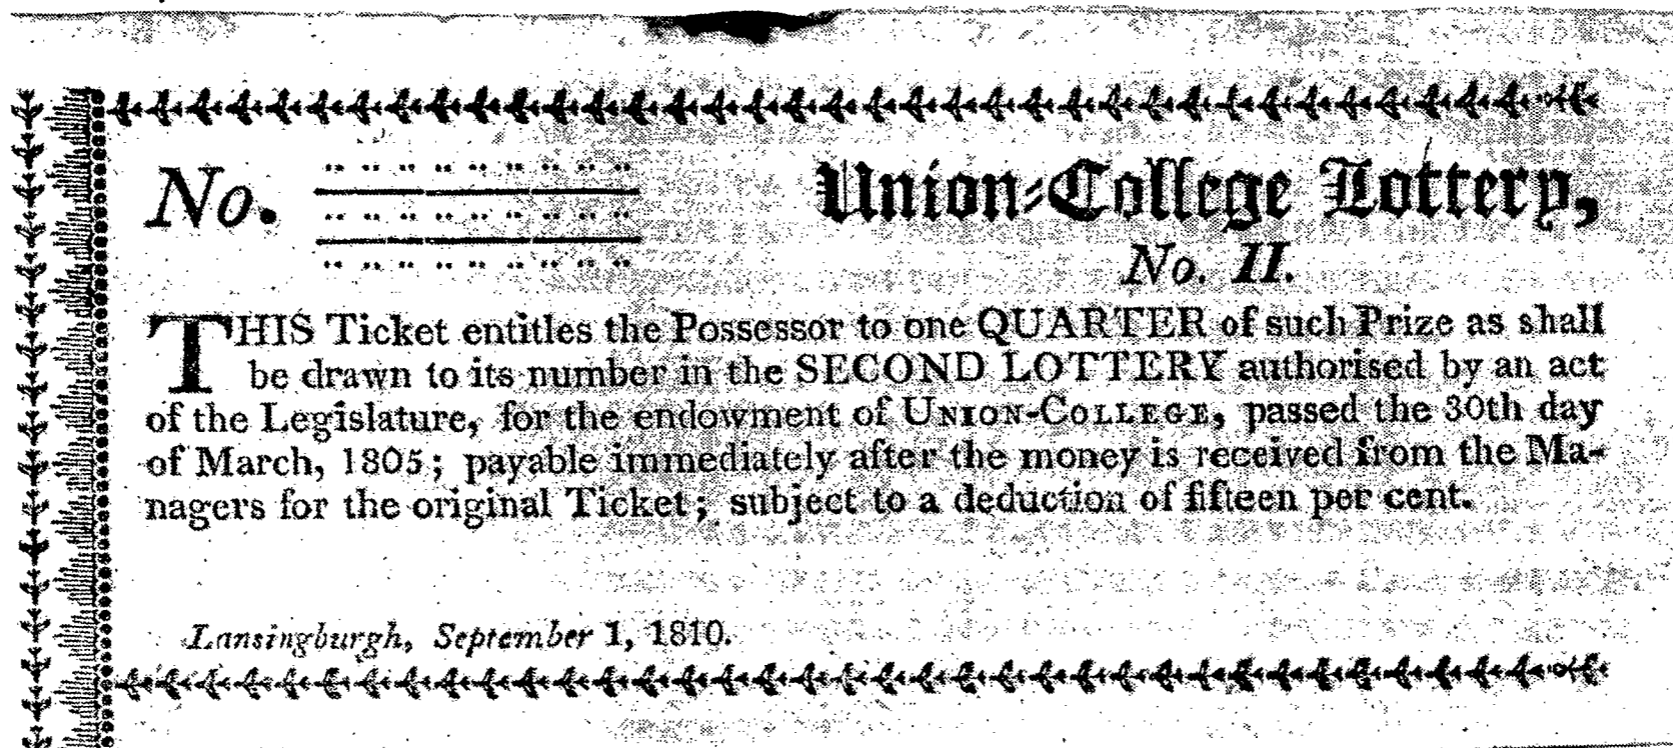 No.
Union-College Lottery,
No. II.
THIS Ticket entitles the Possessor to one QUARTER of such Prize as shall
be drawn to its number in the SECOND LOTTERY authorised by an act
of the Legislature, for the endowment of UNION-COLLEGE, passed the 30th day
of March, 1805; payable immediately after the money is received from the Ma-
nagers for the original Ticket; subject to a deduction of fifteen per cent.
Lansingburgh, September 1, 1810.